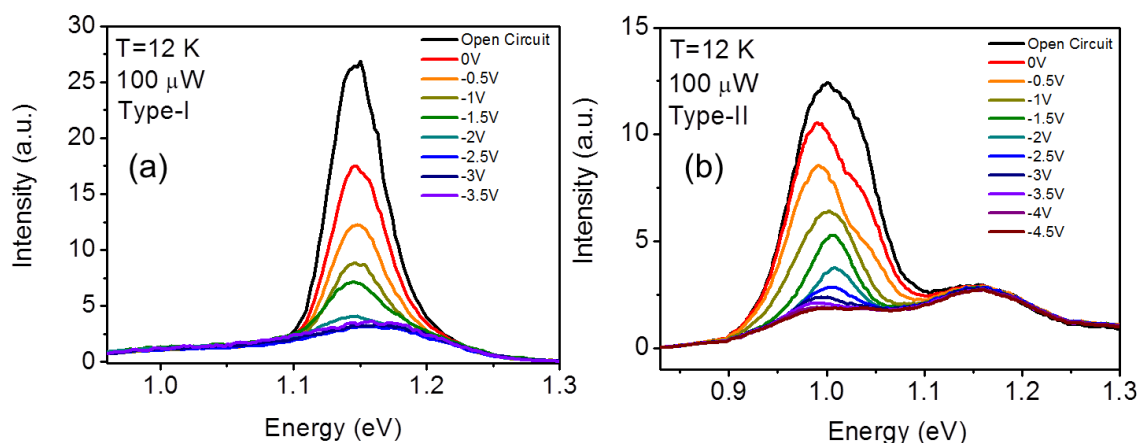 T=12 K
100 μW
Type-I
(a)
Open Circuit
0V
-0.5V
-1V
-1.5V
-2V
-2.5V
-3V
-3.5V
30
25
20
15
10
5
0
Intensity (a.u.)
1.0
1.1
1.2
1.3
Energy (eV)
T=12 K
100 μW
Type-II
(b)
Open Circuit
0V
-0.5V
-1V
-1.5V
-2V
-2.5V
-3V
-3.5V
-4V
-4.5V
15
10
5
0
Intensity (a.u.)
0.9
1.0
1.1
1.2
1.3
Energy (eV)